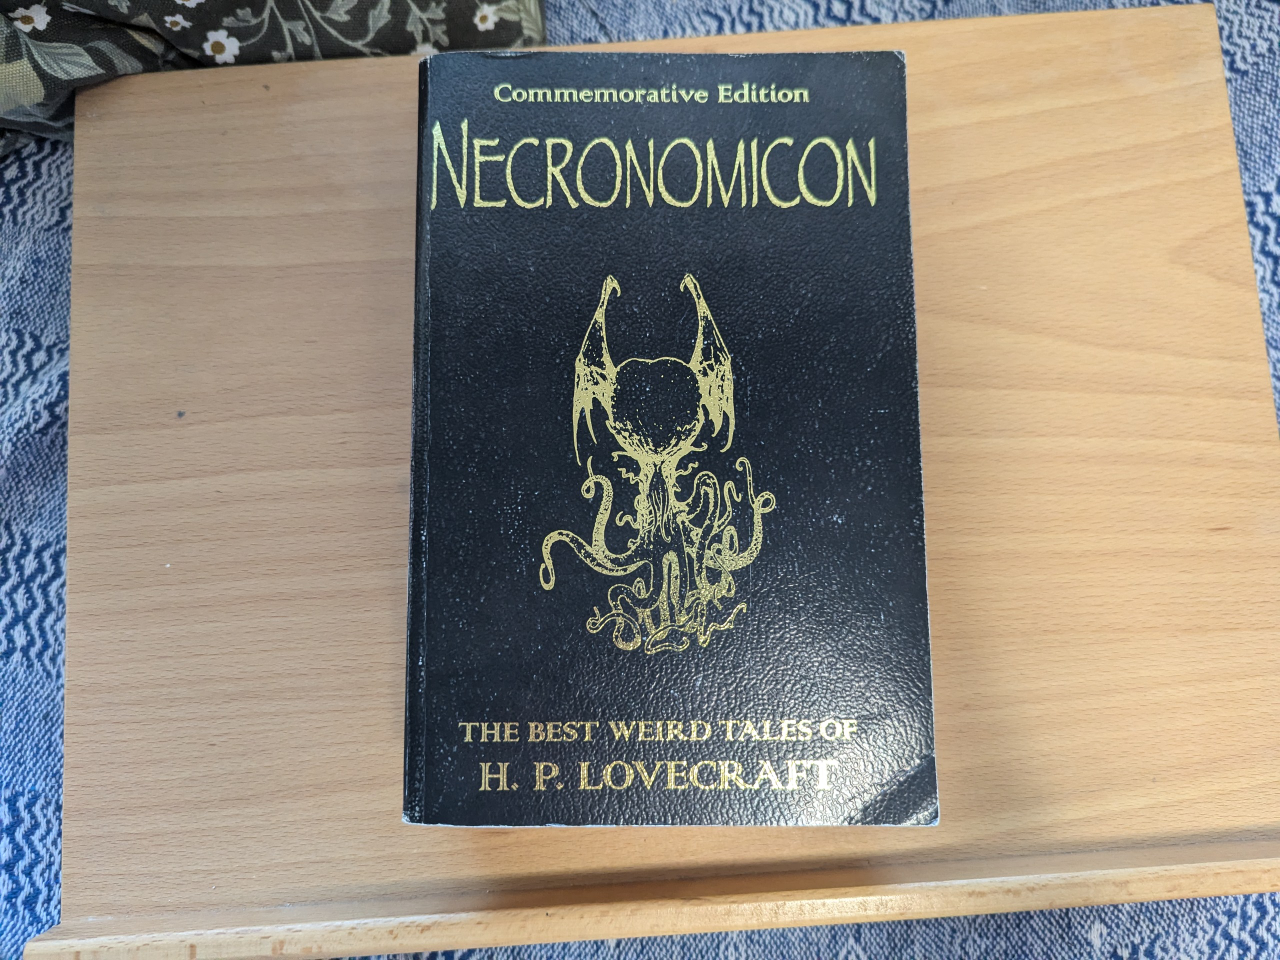 Commemorative Edition
NECRONOMICON
THE BEST WEIRD TALES OF
H. P. LOVECRAFT